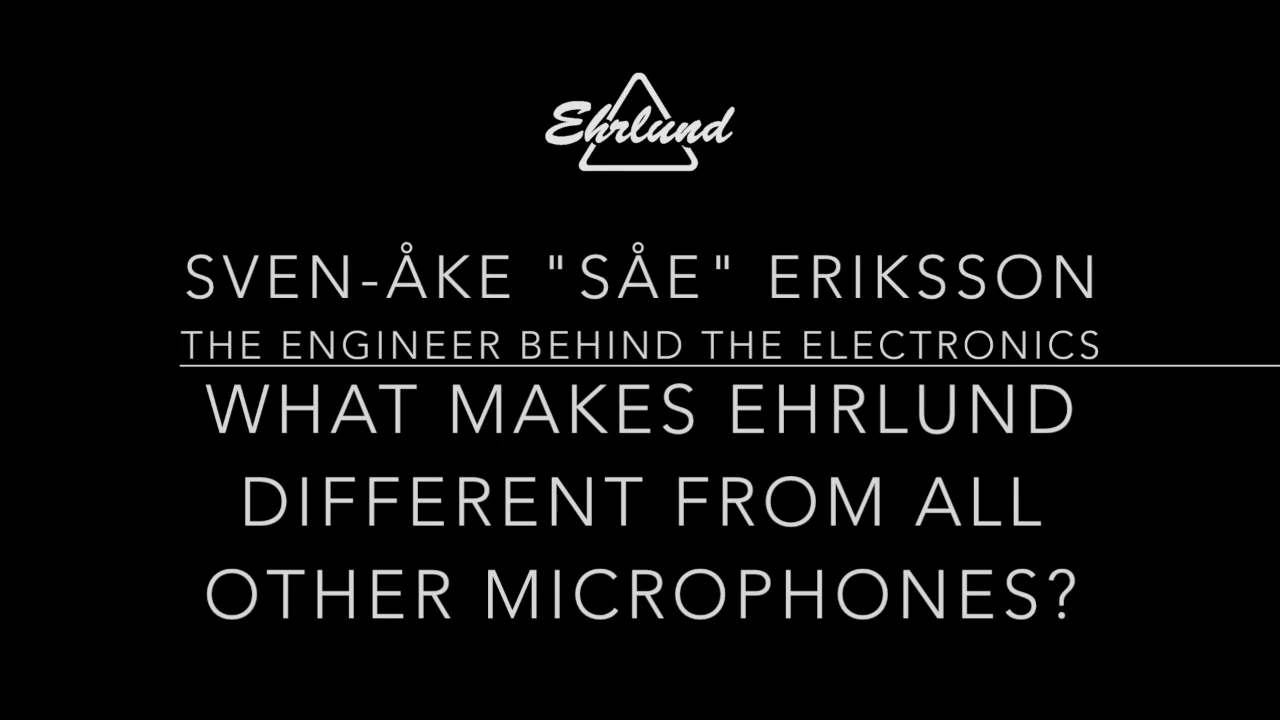 Ehrlund
SVEN-ÅKE "SÅE" ERIKSSON
THE ENGINEER BEHIND THE ELECTRONICS
WHAT MAKES EHRLUND
DIFFERENT FROM ALL
OTHER MICROPHONES?